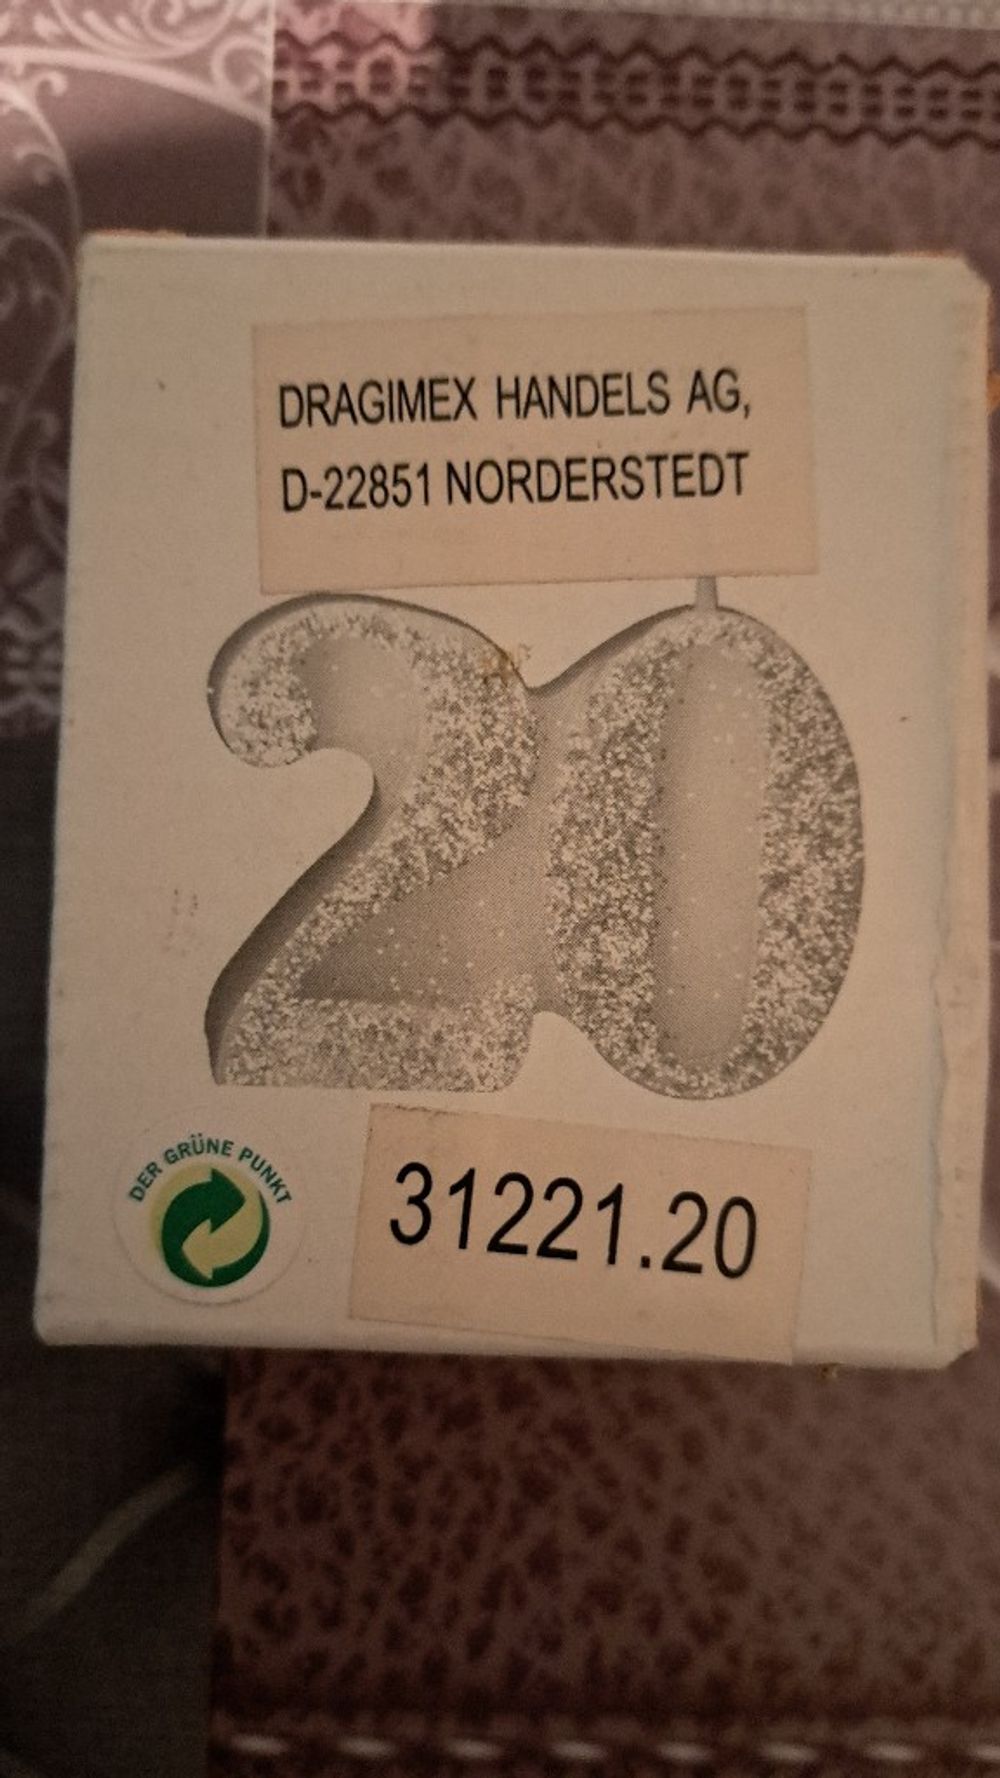 DRAGIMEX HANDELS AG,
D-22851 NORDERSTEDT
20
DER GRÜNE PUNKT
31221.20